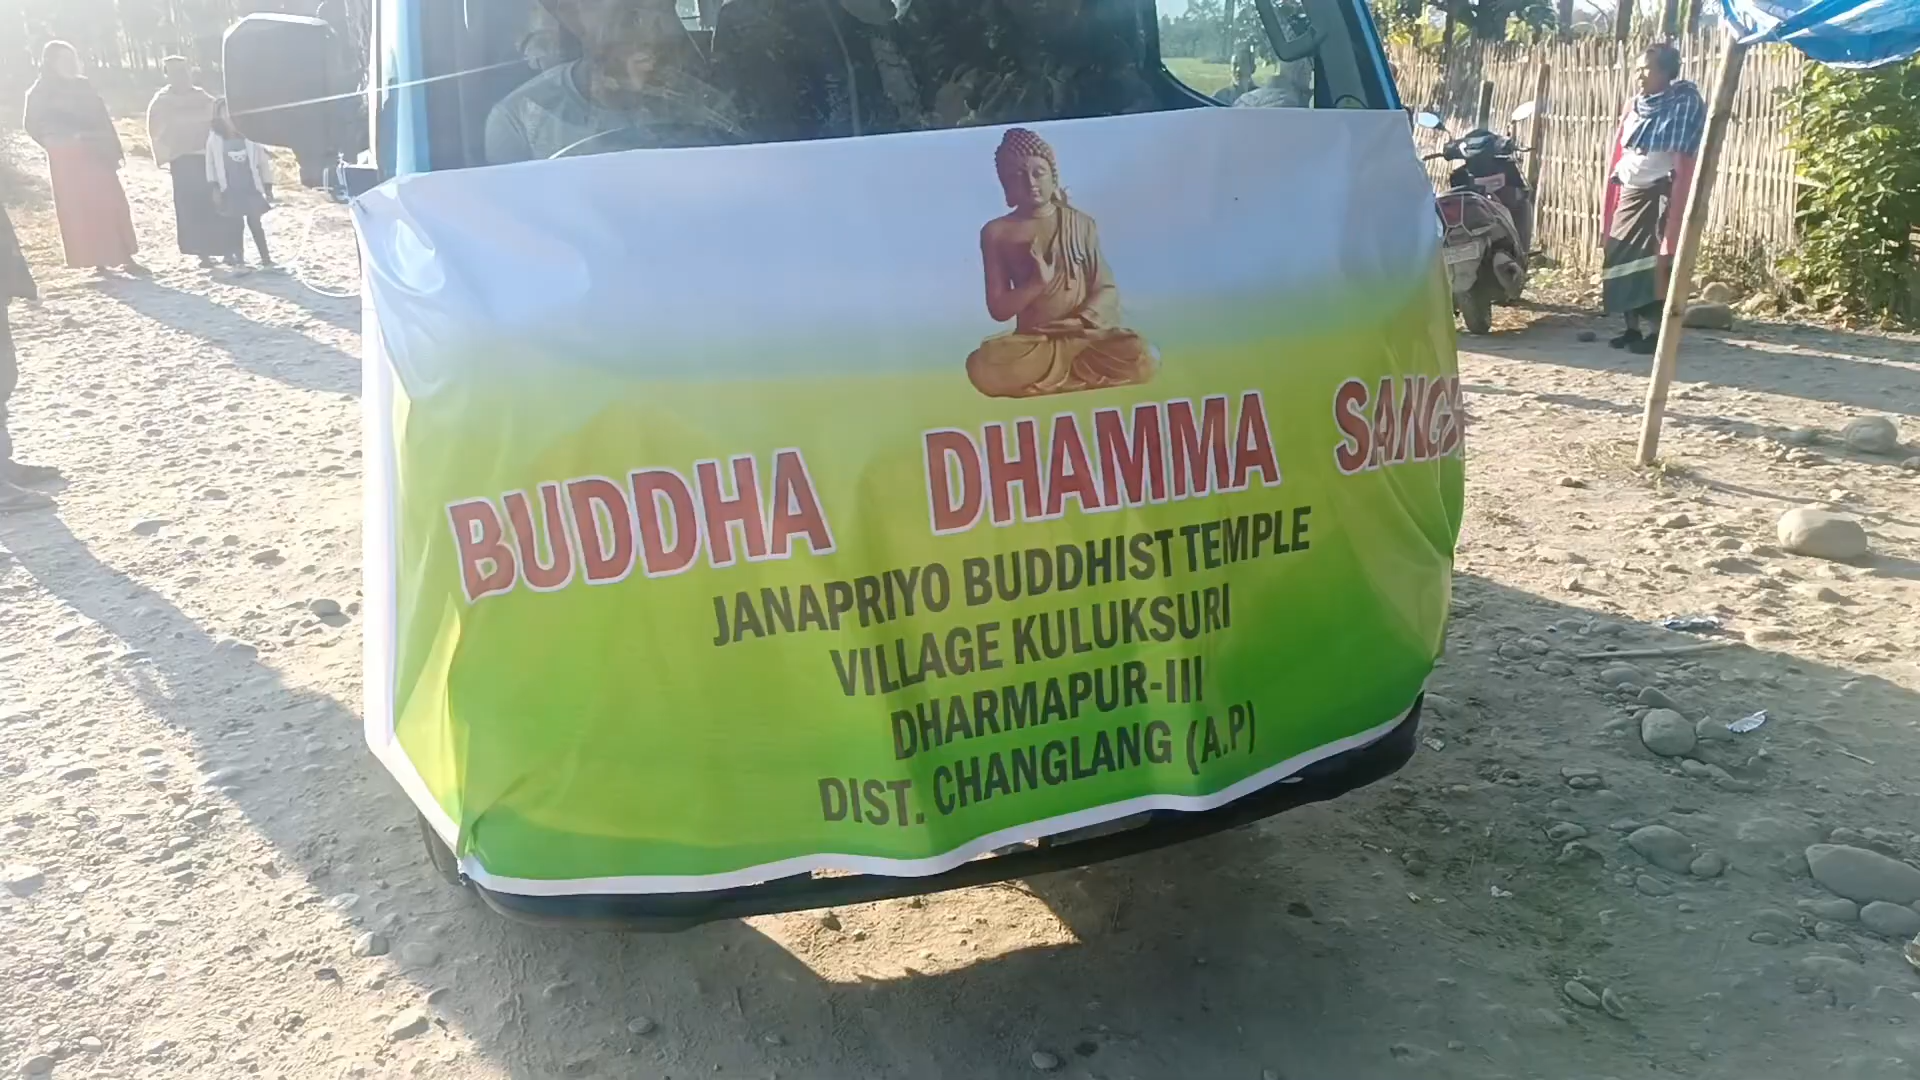 BUDDHA DHAMMA
JANAPRIYO BUDDHIST TEMPLE
VILLAGE KULUKSURI
DHARMAPUR-III
DIST. CHANGLANG (A.P)